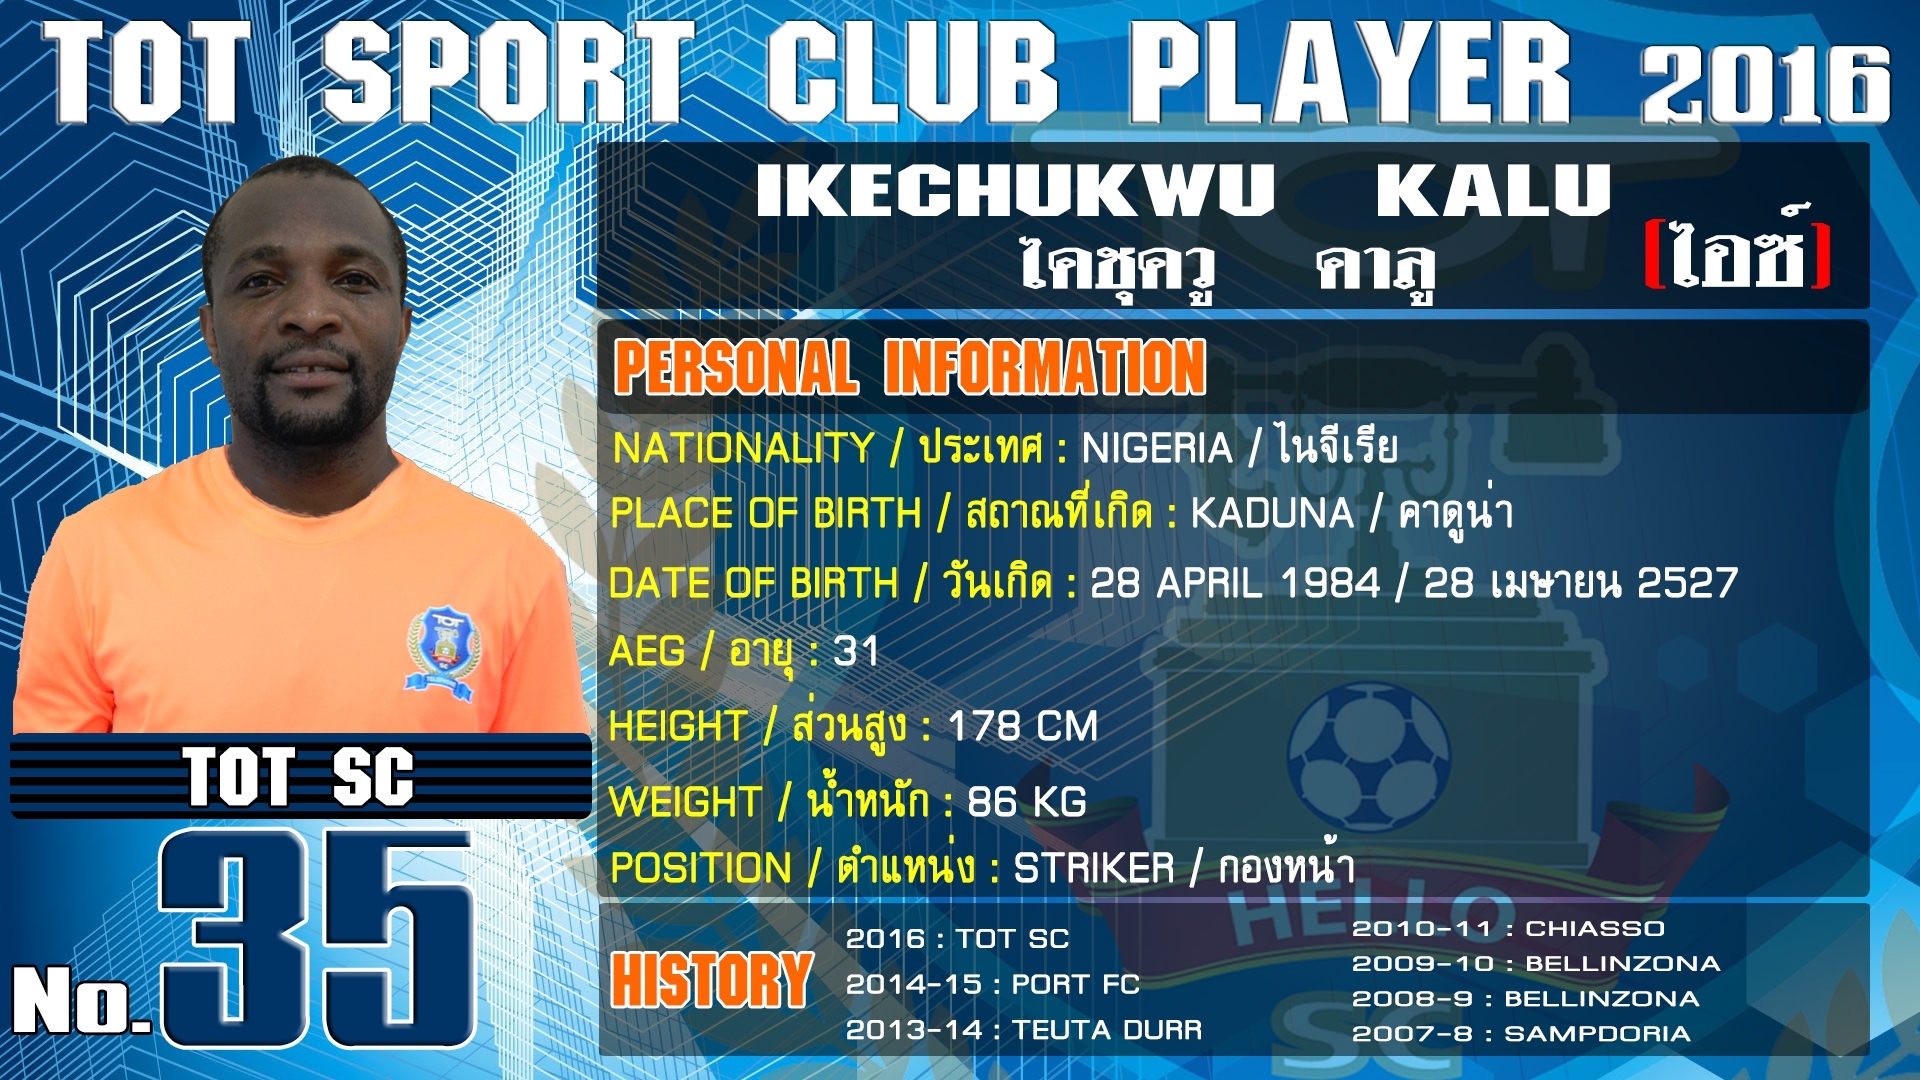 TOT SPORT CLUB PLAYER 2016
IKECHUKWU KALU
ไคชุควู คาลู (ไอซ์)
PERSONAL INFORMATION
NATIONALITY / ประเทศ : NIGERIA / ไนจีเรีย
PLACE OF BIRTH / สถาณที่เกิด : KADUNA / คาดูน่า
DATE OF BIRTH / วันเกิด : 28 APRIL 1984 / 28 เมษายน 2527
AEG / อายุ : 31
HEIGHT / ส่วนสูง : 178 CM
WEIGHT / น้ำหนัก : 86 KG
POSITION / ตำแหน่ง : STRIKER / กองหน้า
TOT
TOT SC
No.35
HISTORY
2016 : TOT SC
2014-15 : PORT FC
2013-14 : TEUTA DURR
2010-11 : CHIASSO
2009-10 : BELLINZONA
2008-9 : BELLINZONA
2007-8 : SAMPDORIA
TOT
HELLO
SC